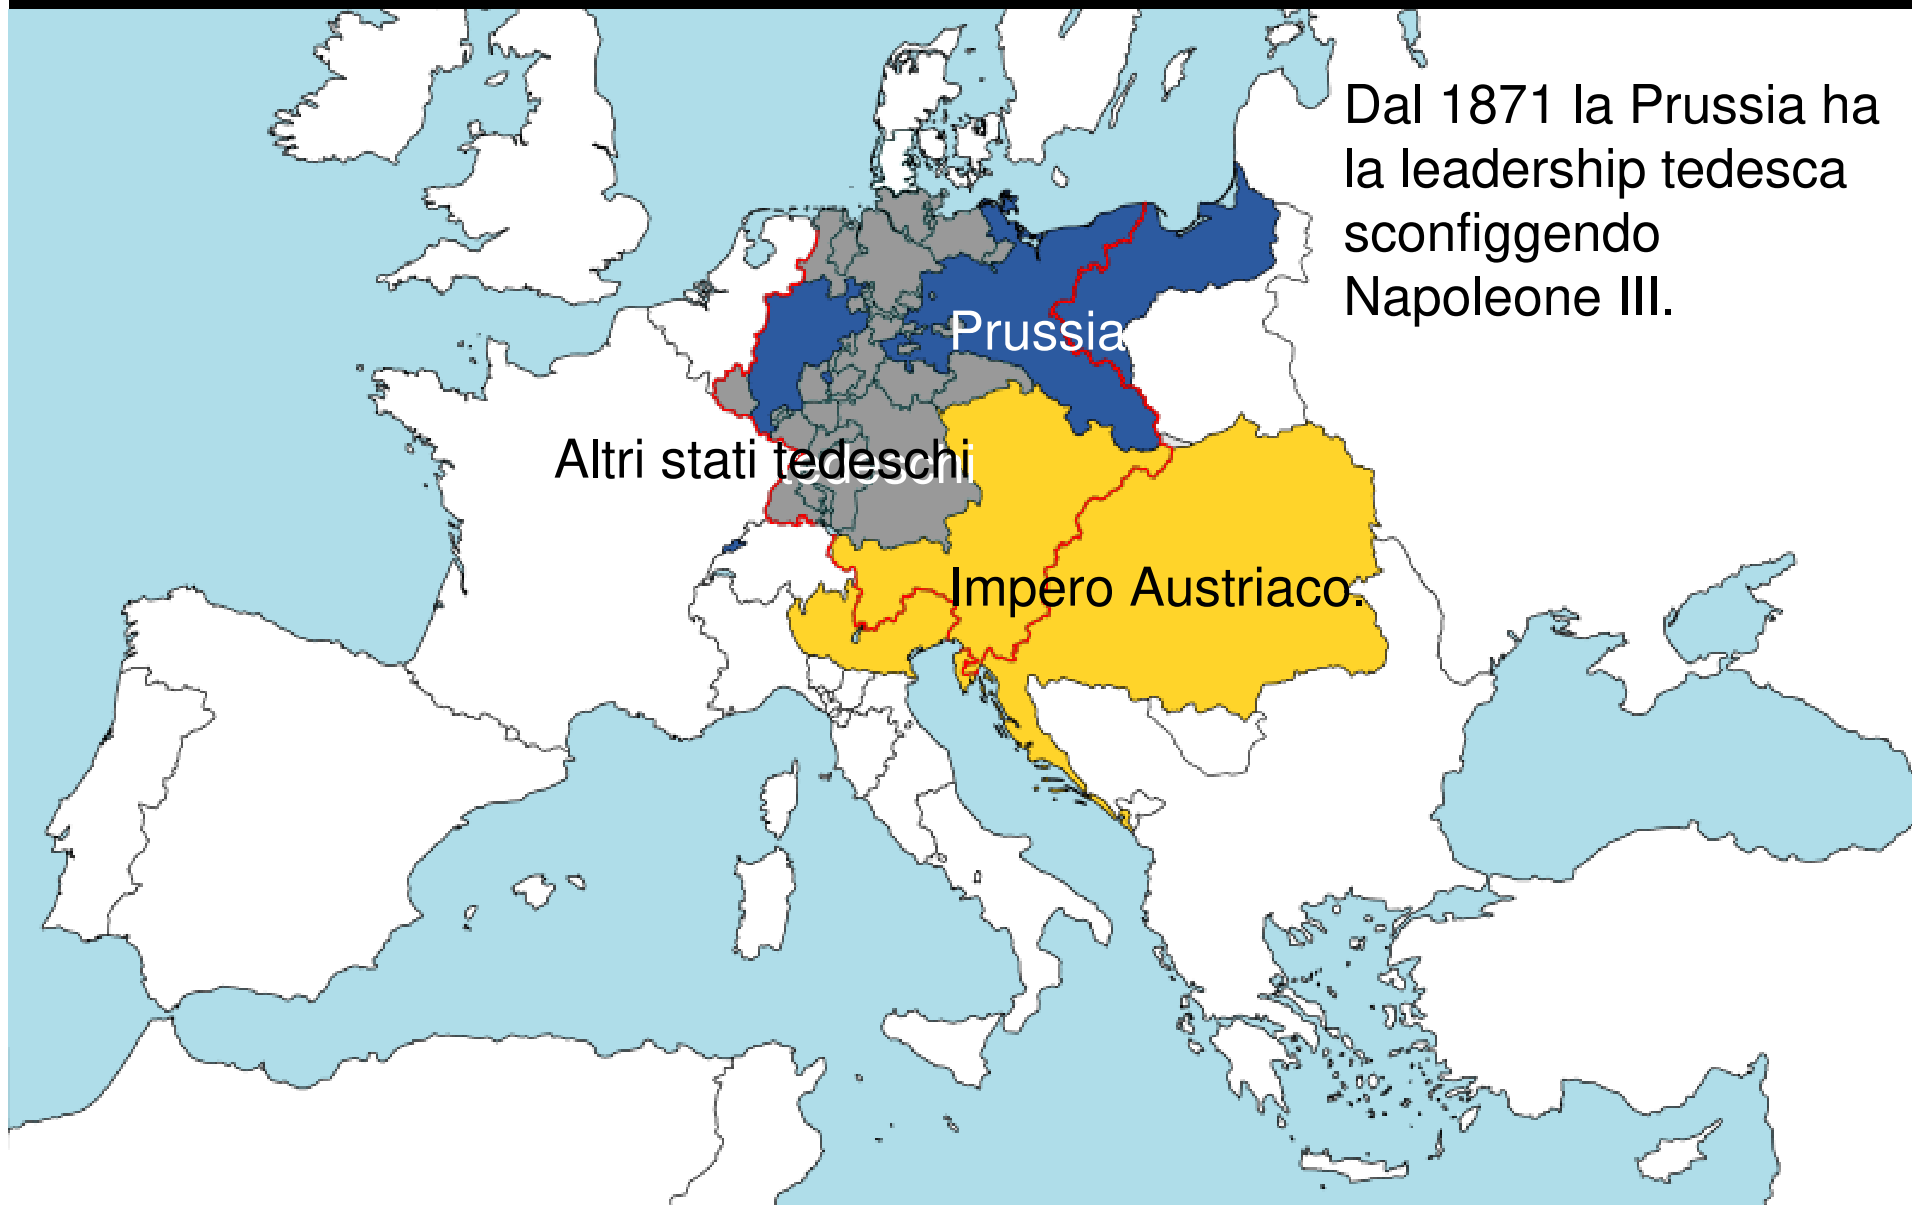 Dal 1871 la Prussia ha
la leadership tedesca
sconfiggendo
Napoleone III.
Prussia
Altri stati tedeschi
Impero Austriaco.